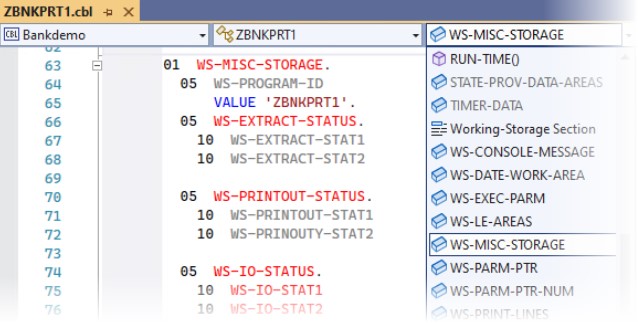 ZBNKPRT1.cbl
CBL Bankdemo
ZBNKPRT1
WS-MISC-STORAGE
62
63 01 WS-MISC-STORAGE.
64 05 WS-PROGRAM-ID
65 VALUE 'ZBNKPRT1'.
66 05 WS-EXTRACT-STATUS.
67 10 WS-EXTRACT-STAT1
68 10 WS-EXTRACT-STAT2
69
70 05 WS-PRINTOUT-STATUS.
71 10 WS-PRINTOUT-STAT1
72 10 WS-PRINOUTY-STAT2
73
74 05 WS-IO-STATUS.
75 10 WS-IO-STAT1
76 10 WS-IO-STAT2
RUN-TIME()
STATE-PROV-DATA-AREAS
TIMER-DATA
Working-Storage Section
WS-CONSOLE-MESSAGE
WS-DATE-WORK-AREA
WS-EXEC-PARM
WS-LE-AREAS
WS-MISC-STORAGE
WS-PARM-PTR
WS-PARM-PTR-NUM
WS-PRINT-LINES